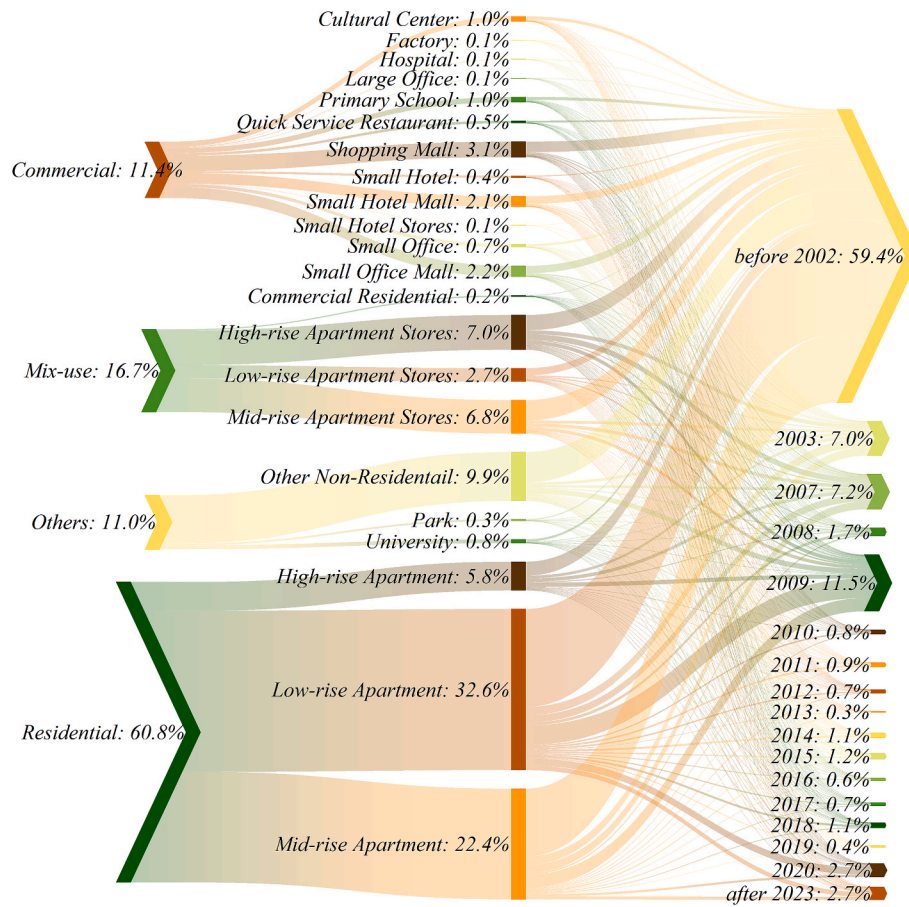 Commercial: 11.4%
Mix-use: 16.7%
Others: 11.0%
Residential: 60.8%
Cultural Center: 1.0%
Factory: 0.1%
Hospital: 0.1%
Large Office: 0.1%
Primary School: 1.0%
Quick Service Restaurant: 0.5%
Shopping Mall: 3.1%
Small Hotel: 0.4%
Small Hotel Mall: 2.1%
Small Hotel Stores: 0.1%
Small Office: 0.7%
Small Office Mall: 2.2%
Commercial Residential: 0.2%
High-rise Apartment Stores: 7.0%
Low-rise Apartment Stores: 2.7%
Mid-rise Apartment Stores: 6.8%
Other Non-Residentail: 9.9%
Park: 0.3%
University: 0.8%
High-rise Apartment: 5.8%
Low-rise Apartment: 32.6%
Mid-rise Apartment: 22.4%
before 2002: 59.4%
2003: 7.0%
2007: 7.2%
2008: 1.7%
2009: 11.5%
2010: 0.8%
2011: 0.9%
2012: 0.7%
2013: 0.3%
2014: 1.1%
2015: 1.2%
2016: 0.6%
2017: 0.7%
2018: 1.1%
2019: 0.4%
2020: 2.7%
after 2023: 2.7%